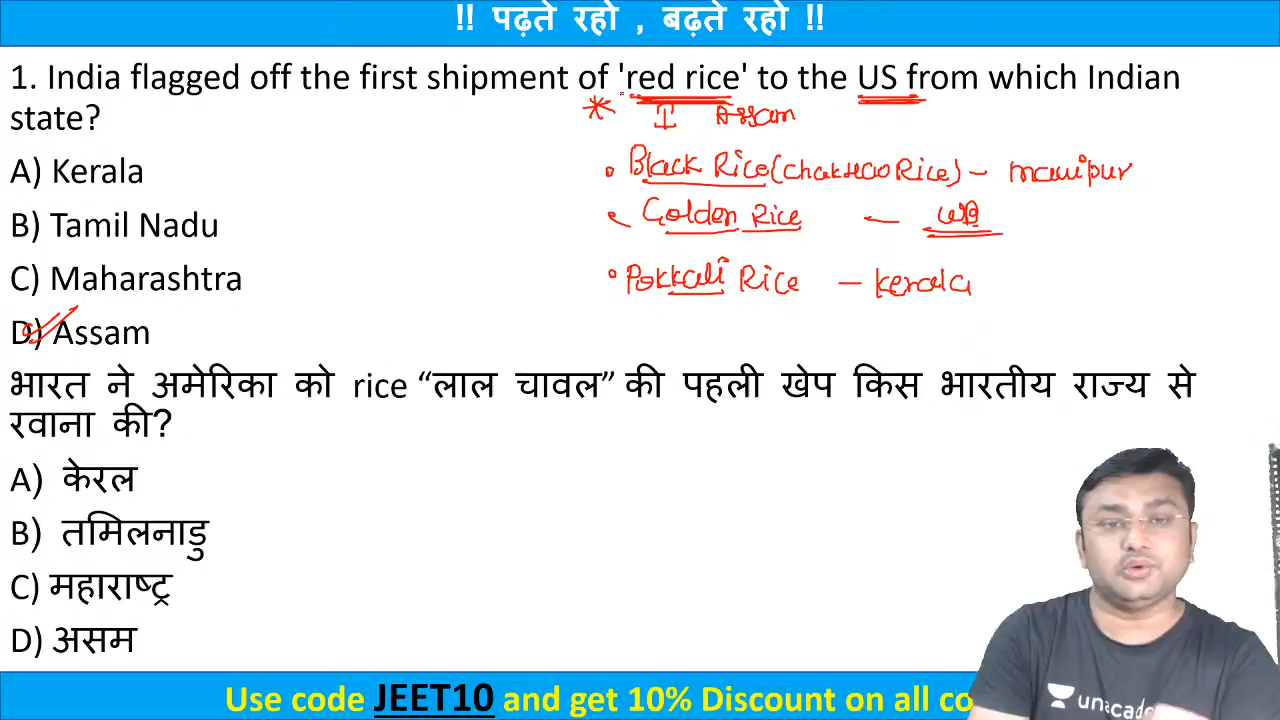 !! पढ़ते रहो , बढ़ते रहो !!
1. India flagged off the first shipment of 'red rice' to the US from which Indian
state?
* I Assam
A) Kerala
• Black Rice (Chakhao Rice) - manipur
B) Tamil Nadu
Golden Rice - WB
C) Maharashtra
• Pokkali Rice - kerala
D) Assam
भारत ने अमेरिका को rice “लाल चावल” की पहली खेप किस भारतीय राज्य से
रवाना की?
A) केरल
B) तमिलनाडु
C) महाराष्ट्र
D) असम
Use code JEET10 and get 10% Discount on all co
unacade